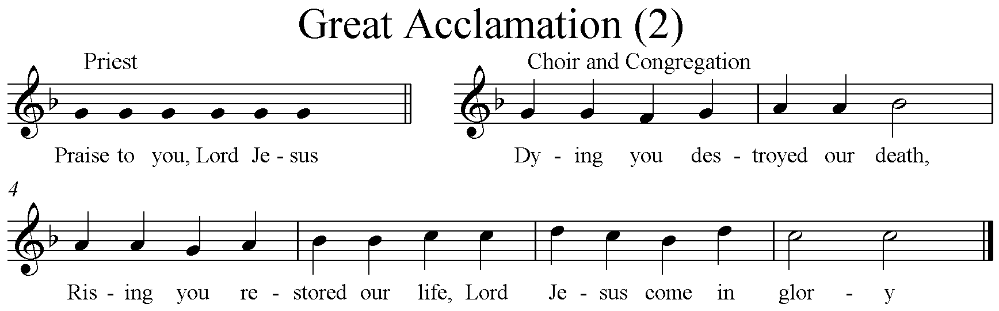 Great Acclamation (2)
Priest
Praise to you, Lord Je - sus
Choir and Congregation
Dy - ing you des - troyed our death,
4
Ris - ing you re - stored our life, Lord Je - sus come in glor - y